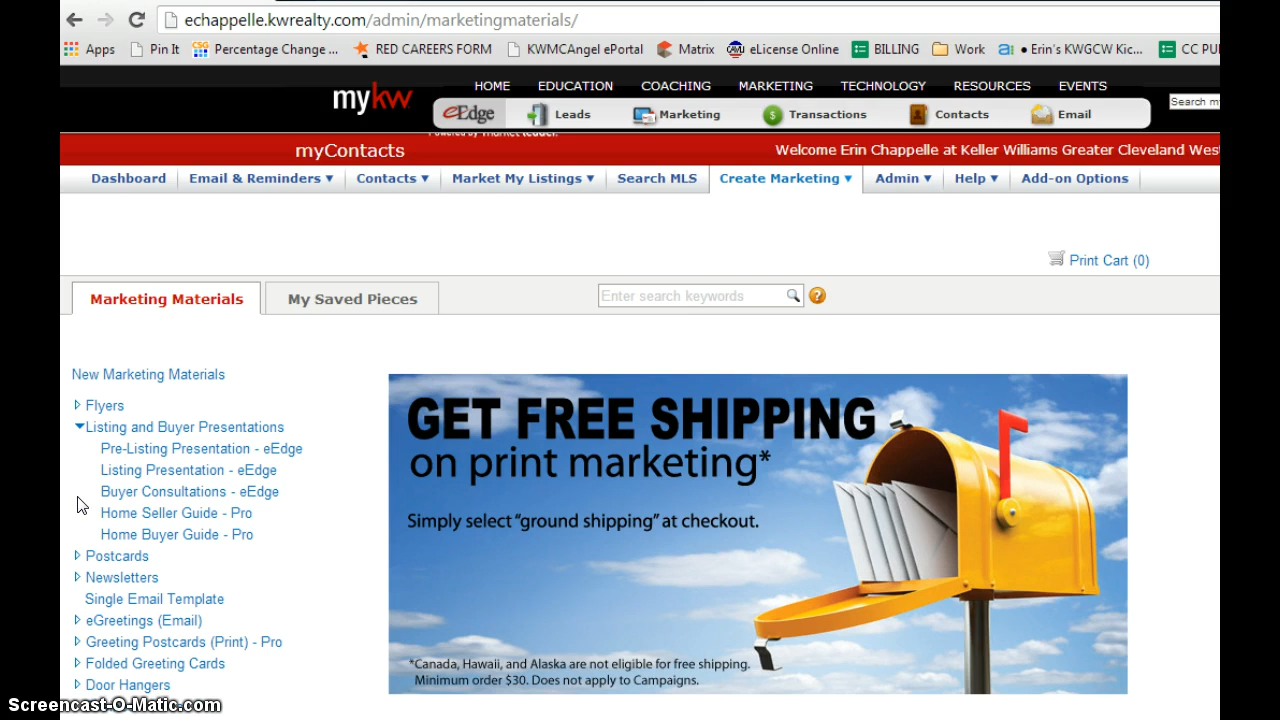 echappelle.kwrealty.com/admin/marketingmaterials/
Apps Pin It CSG Percentage Change ... RED CAREERS FORM KWMCAngel ePortal Matrix CAVU eLicense Online BILLING Work • Erin's KWGCW Kic... CC PU
HOME EDUCATION COACHING MARKETING TECHNOLOGY RESOURCES EVENTS
mykw
eEdge Leads Marketing Transactions Contacts Email
Search m
Powered by market leader.
myContacts Welcome Erin Chappelle at Keller Williams Greater Cleveland Wes
Dashboard Email & Reminders Contacts Market My Listings Search MLS Create Marketing Admin Help Add-on Options
Print Cart (0)
Marketing Materials My Saved Pieces Enter search keywords ?
New Marketing Materials
Flyers
Listing and Buyer Presentations
Pre-Listing Presentation - eEdge
Listing Presentation - eEdge
Buyer Consultations - eEdge
Home Seller Guide - Pro
Home Buyer Guide - Pro
Postcards
Newsletters
Single Email Template
eGreetings (Email)
Greeting Postcards (Print) - Pro
Folded Greeting Cards
Door Hangers
GET FREE SHIPPING
on print marketing*
Simply select "ground shipping" at checkout.
*Canada, Hawaii, and Alaska are not eligible for free shipping.
Minimum order $30. Does not apply to Campaigns.
Screencast-O-Matic.com